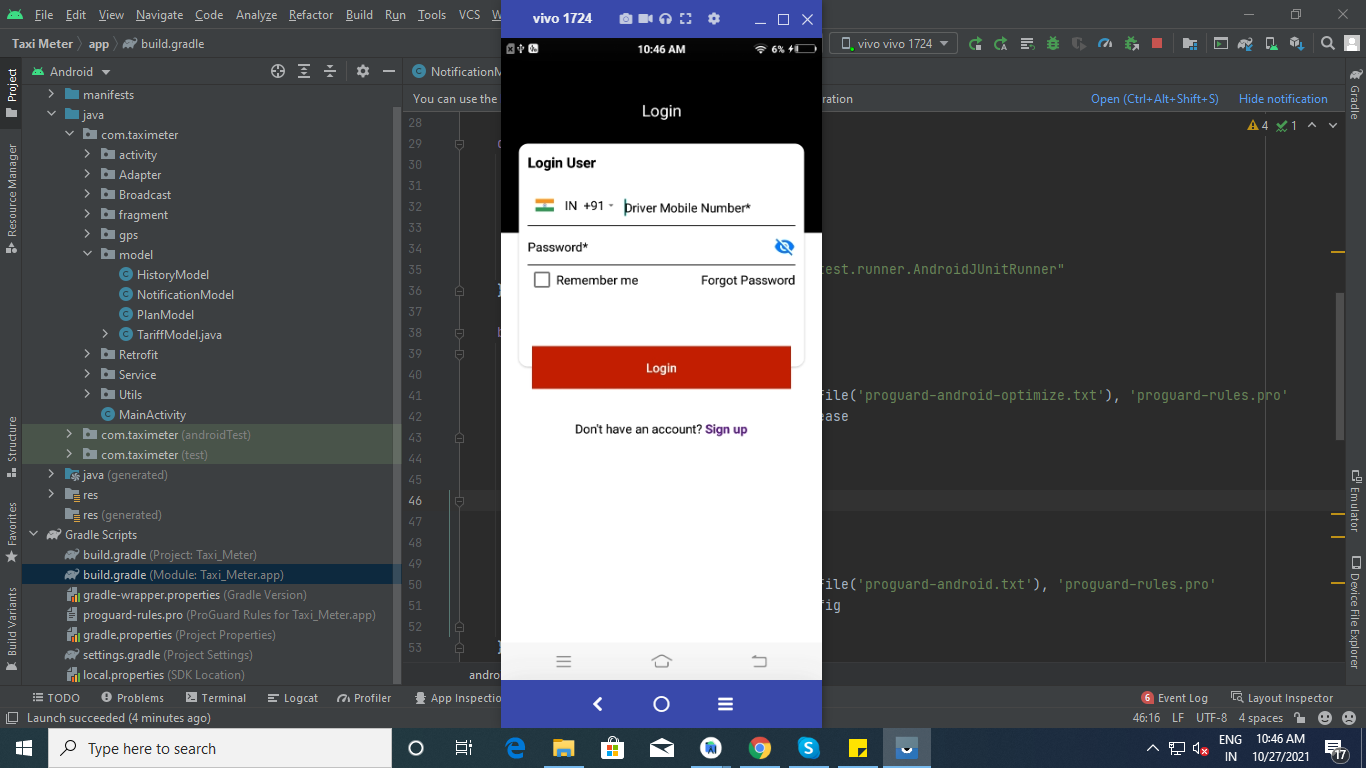 File Edit View Navigate Code Analyze Refactor Build Run Tools VCS
vivo 1724
Taxi Meter app build.gradle
vivo vivo 1724
Android
NotificationM
You can use the
ration
Open (Ctrl+Alt+Shift+S) Hide notification
Project
Resource Manager
Structure
Favorites
Build Variants
manifests
java
com.taximeter
activity
Adapter
Broadcast
fragment
gps
model
HistoryModel
NotificationModel
PlanModel
TariffModel.java
Retrofit
Service
Utils
MainActivity
com.taximeter (androidTest)
com.taximeter (test)
java (generated)
res
res (generated)
Gradle Scripts
build.gradle (Project: Taxi_Meter)
build.gradle (Module: Taxi_Meter.app)
gradle-wrapper.properties (Gradle Version)
proguard-rules.pro (ProGuard Rules for Taxi_Meter.app)
gradle.properties (Project Properties)
settings.gradle (Project Settings)
local.properties (SDK Location)
28
29
30
31
32
33
34
35
36
37
38
39
40
41
42
43
44
45
46
47
48
49
50
51
52
53
10:46 AM 6%
Login
Login User
IN +91 Driver Mobile Number*
Password*
Remember me Forgot Password
Login
Don't have an account? Sign up
4 1
test.runner.AndroidJUnitRunner"
File('proguard-android-optimize.txt'), 'proguard-rules.pro'
ease
File('proguard-android.txt'), 'proguard-rules.pro'
fig
}
andro
Gradle
Emulator
Device File Explorer
TODO Problems Terminal Logcat Profiler App Inspectio
6 Event Log Layout Inspector
Launch succeeded (4 minutes ago)
46:16 LF UTF-8 4 spaces
Type here to search
ENG
IN
10:46 AM
10/27/2021
17